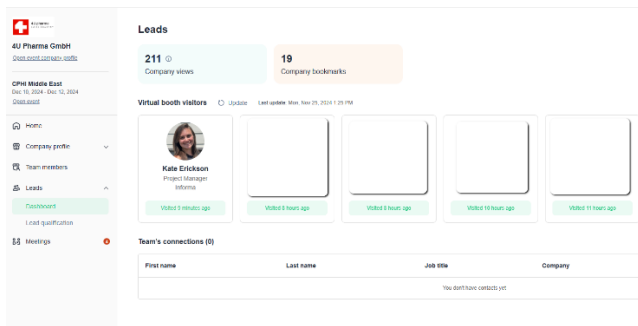 4U Pharma GmbH
Open event company profile
CPHI Middle East
Dec 10, 2024 - Dec 12, 2024
Open event
Home
Company profile
Team members
Leads
Dashboard
Lead qualification
Meetings
Leads
211
Company views
19
Company bookmarks
Virtual booth visitors
Update
Last update: Mon, Nov 25, 2024 1:29 PM
Kate Erickson
Project Manager
Informa
Visited 5 minutes ago
Visited 8 hours ago
Visited 8 hours ago
Visited 10 hours ago
Visited 11 hours ago
Team's connections (0)
First name
Last name
Job title
Company
You don't have contacts yet